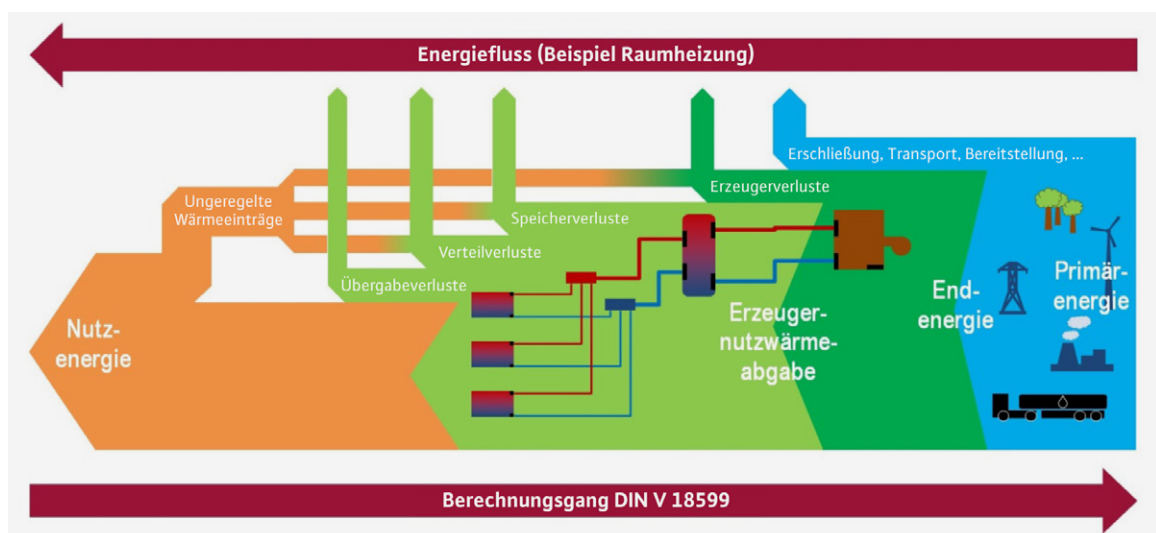 Energiefluss (Beispiel Raumheizung)
Erschließung, Transport, Bereitstellung, ...
Erzeugerverluste
Ungeregelte
Wärmeeinträge
Speicherverluste
Verteilverluste
Übergabeverluste
Nutz-
energie
Erzeuger-
nutzwärme-
abgabe
End-
energie
Primär-
energie
Berechnungsgang DIN V 18599